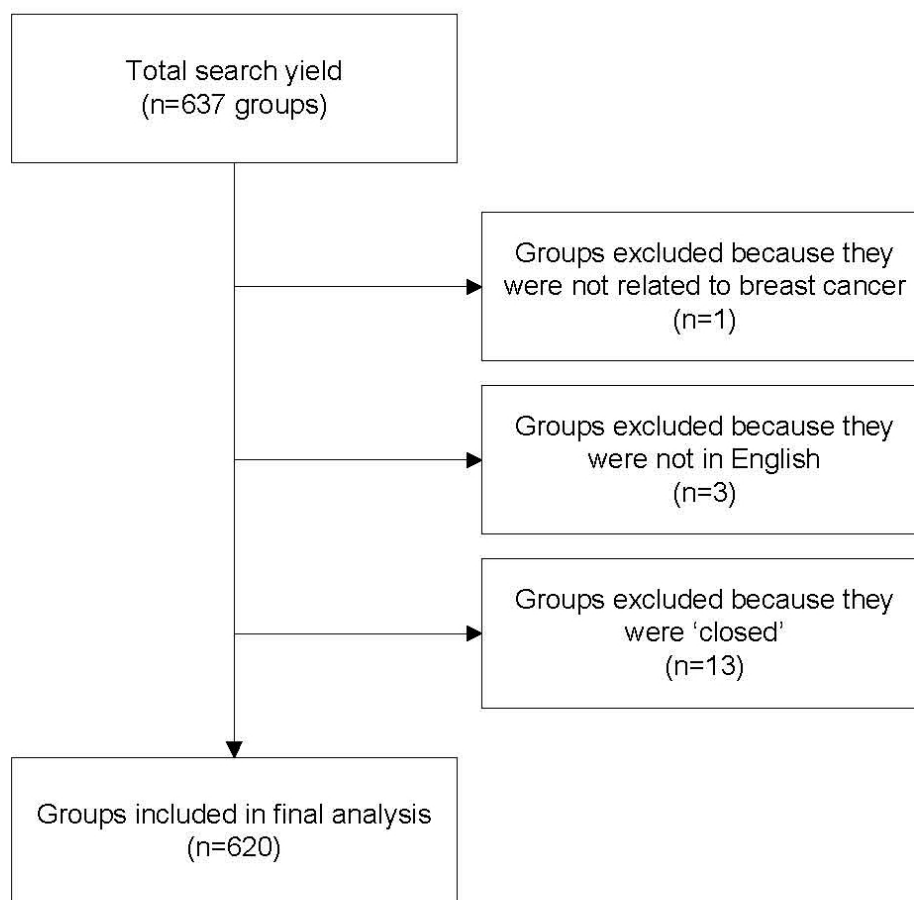 Total search yield
(n=637 groups)
Groups excluded because they
were not related to breast cancer
(n=1)
Groups excluded because they
were not in English
(n=3)
Groups excluded because they
were ‘closed’
(n=13)
Groups included in final analysis
(n=620)